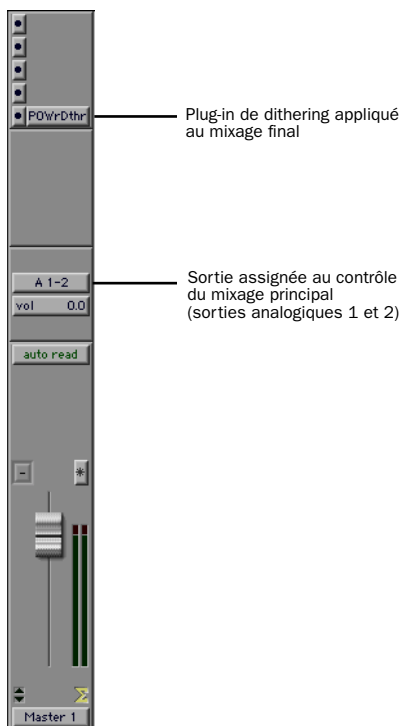 POWrDthr
Plug-in de dithering appliqué
au mixage final
A 1-2
Sortie assignée au contrôle
du mixage principal
(sorties analogiques 1 et 2)
vol 0.0
auto read
-
*
Σ
Master 1